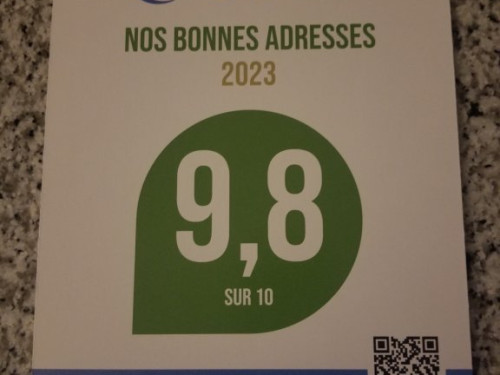 NOS BONNES ADRESSES
2023
9,8
SUR 10